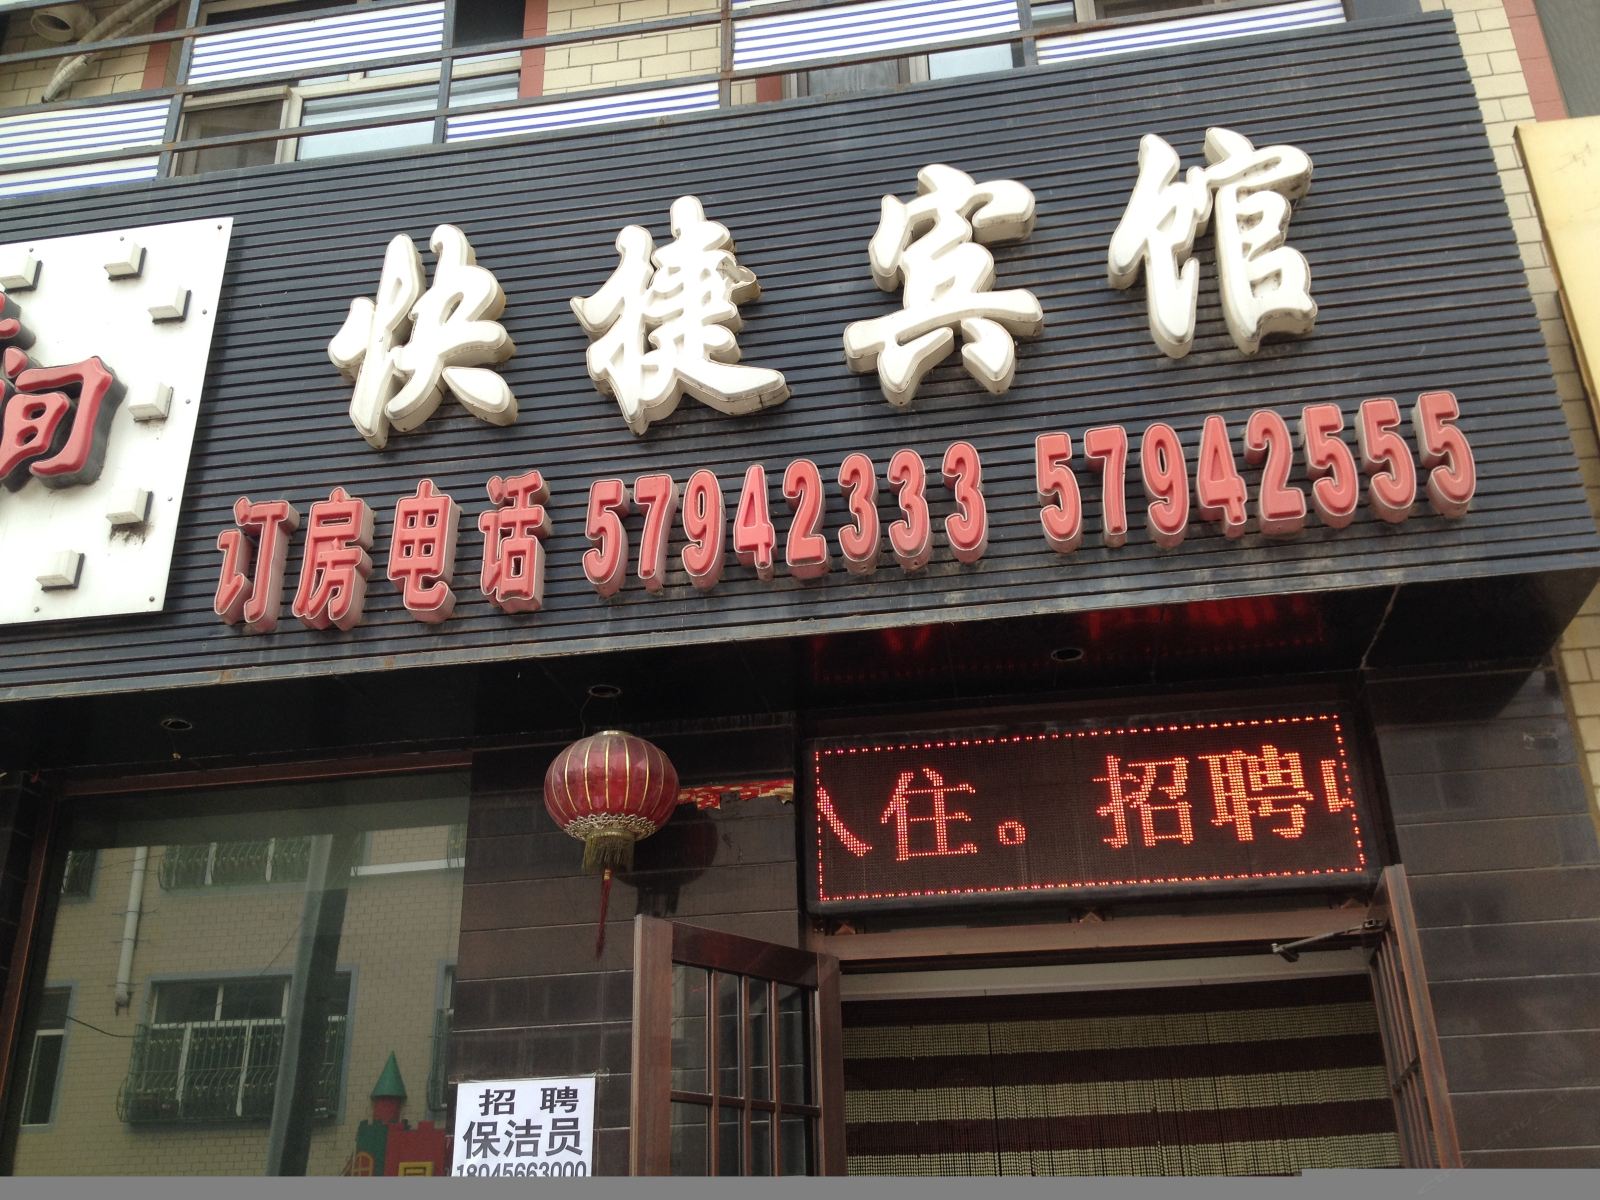 快捷宾馆
间
订房电话 57942333 57942555
入住。招聘
招 聘
保洁员
18045663000